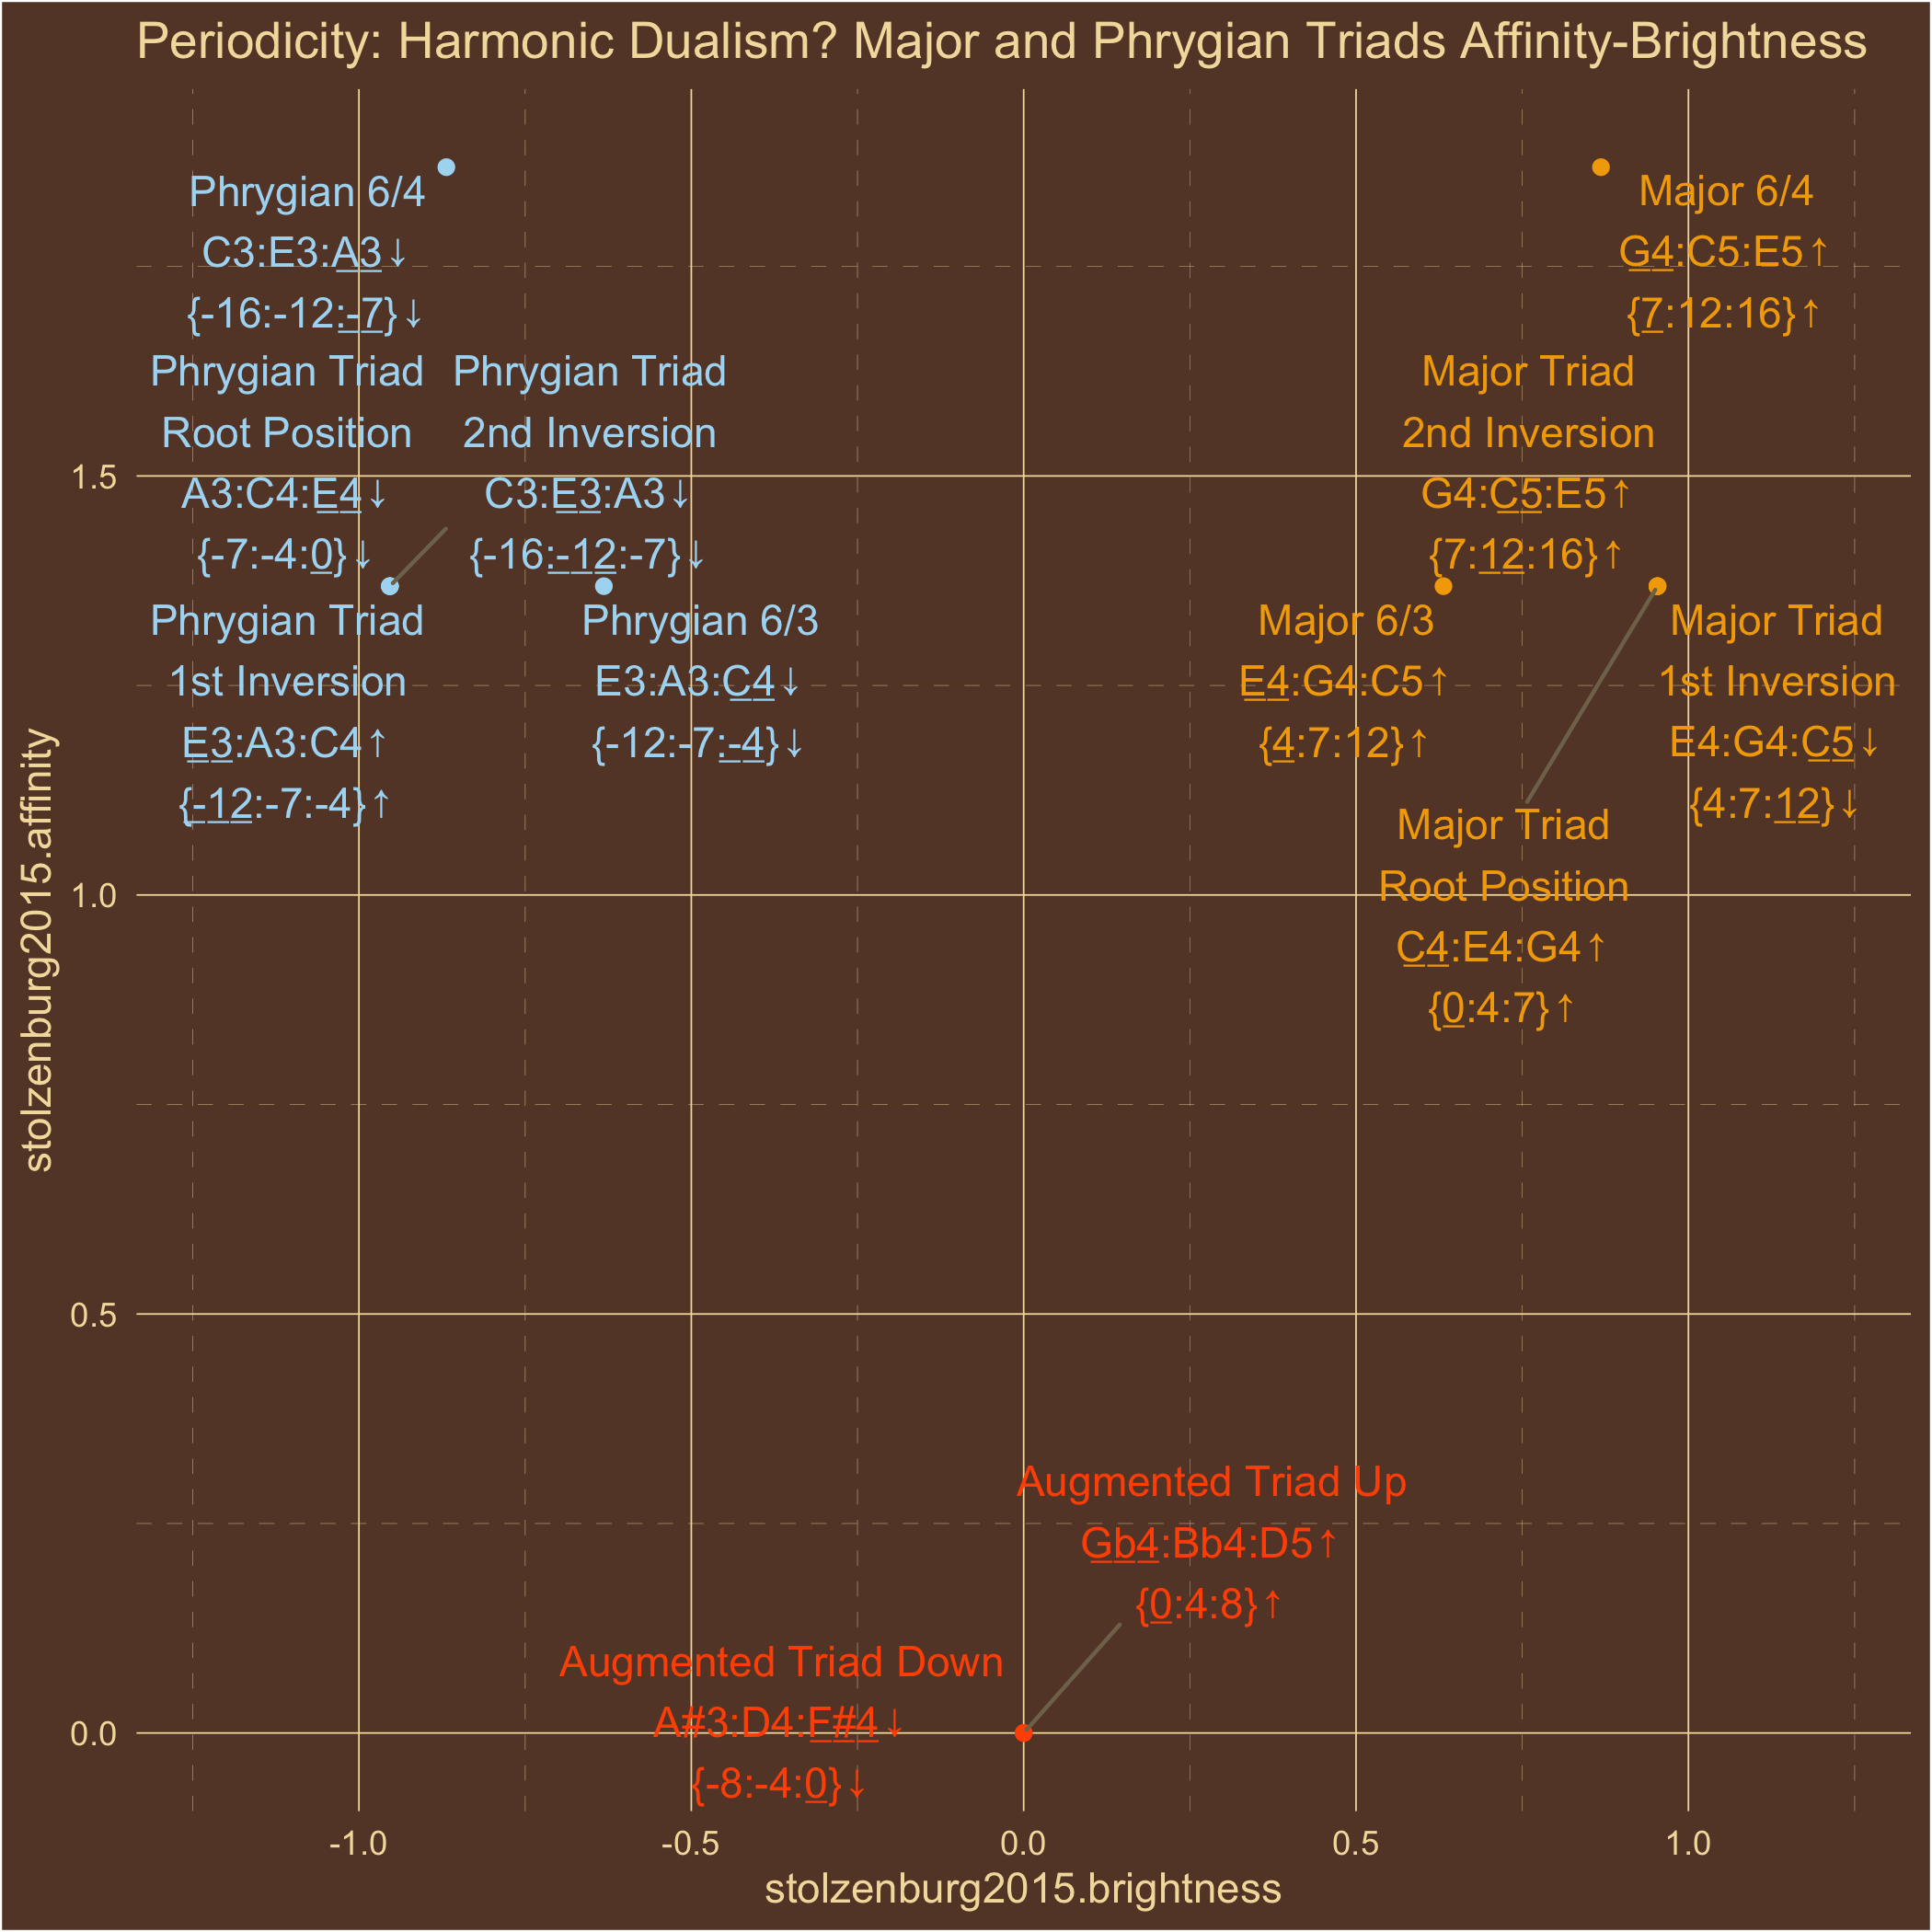 Periodicity: Harmonic Dualism? Major and Phrygian Triads Affinity-Brightness
stolzenburg2015.affinity
1.5
1.0
0.5
0.0
Phrygian 6/4
C3:E3:A3↓
{-16:-12:-7}↓
Major 6/4
G4:C5:E5↑
{7:12:16}↑
Phrygian Triad
Root Position
A3:C4:E4↓
{-7:-4:0}↓
Phrygian Triad
2nd Inversion
C3:E3:A3↓
{-16:-12:-7}↓
Major Triad
2nd Inversion
G4:C5:E5↑
{7:12:16}↑
Phrygian Triad
1st Inversion
E3:A3:C4↑
{-12:-7:-4}↑
Phrygian 6/3
E3:A3:C4↓
{-12:-7:-4}↓
Major 6/3
E4:G4:C5↑
{4:7:12}↑
Major Triad
1st Inversion
E4:G4:C5↓
{4:7:12}↓
Major Triad
Root Position
C4:E4:G4↑
{0:4:7}↑
Augmented Triad Up
Gb4:Bb4:D5↑
{0:4:8}↑
Augmented Triad Down
A#3:D4:F#4↓
{-8:-4:0}↓
-1.0
-0.5
0.0
0.5
1.0
stolzenburg2015.brightness